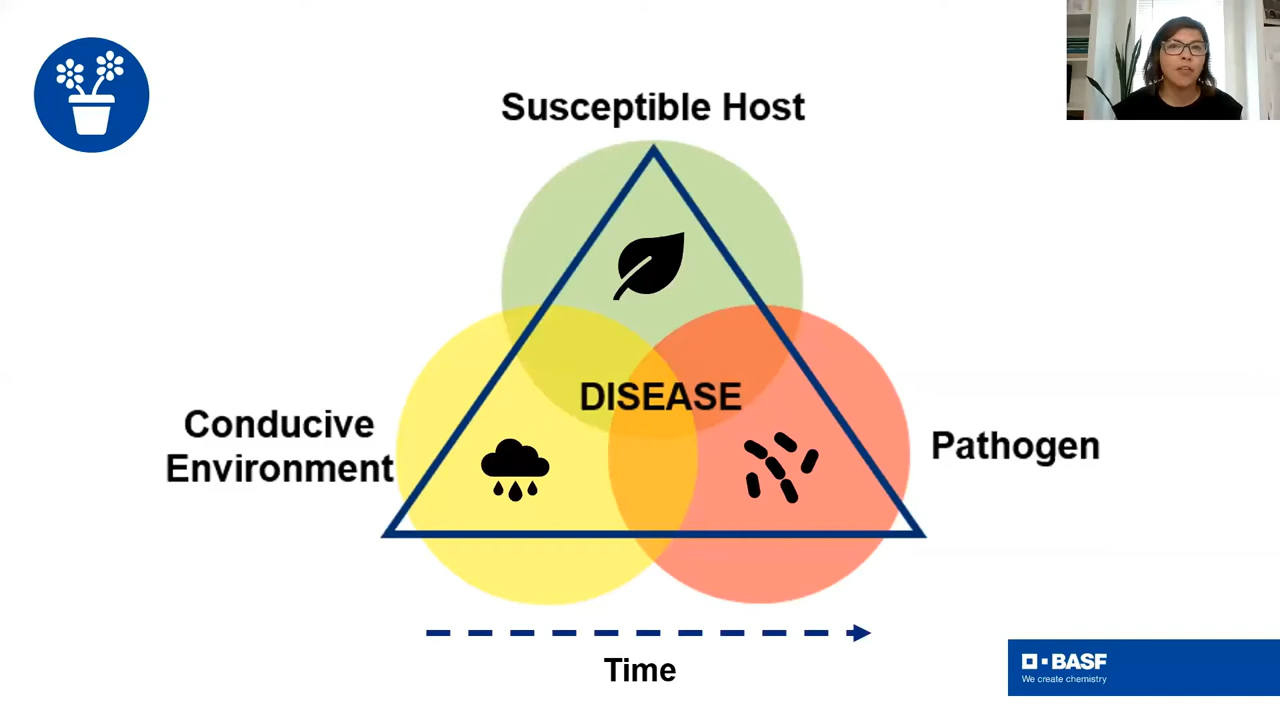 Susceptible Host
DISEASE
Conducive
Environment
Pathogen
Time
BASF
We create chemistry